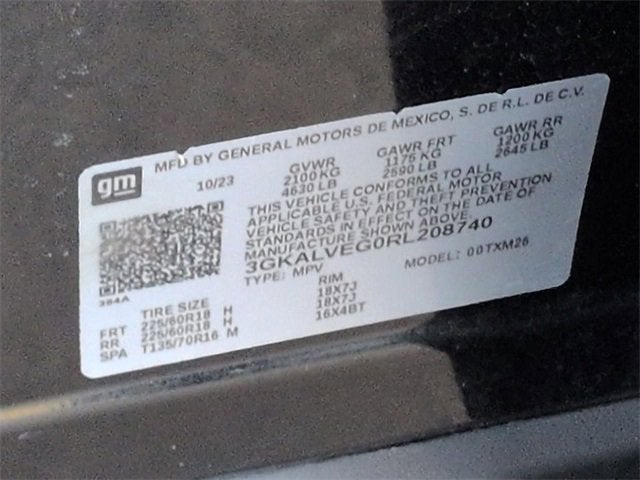 gm
MFD BY GENERAL MOTORS DE MEXICO, S. DE R.L. DE C.V.
10/23
GVWR GAWR FRT GAWR RR
2100KG 1175 KG 1200 KG
4630 LB 2590 LB 2645 LB
THIS VEHICLE CONFORMS TO ALL
APPLICABLE U.S. FEDERAL MOTOR
VEHICLE SAFETY AND THEFT PREVENTION
STANDARDS IN EFFECT ON THE DATE OF
MANUFACTURE SHOWN ABOVE.
3GKALVEG0RL208740
TYPE: MPV MODEL: 00TXM26
394A
TIRE SIZE RIM
FRT 225/60R18 H 18X7J
RR 225/60R18 H 18X7J
SPA T135/70R16 M 16X4BT